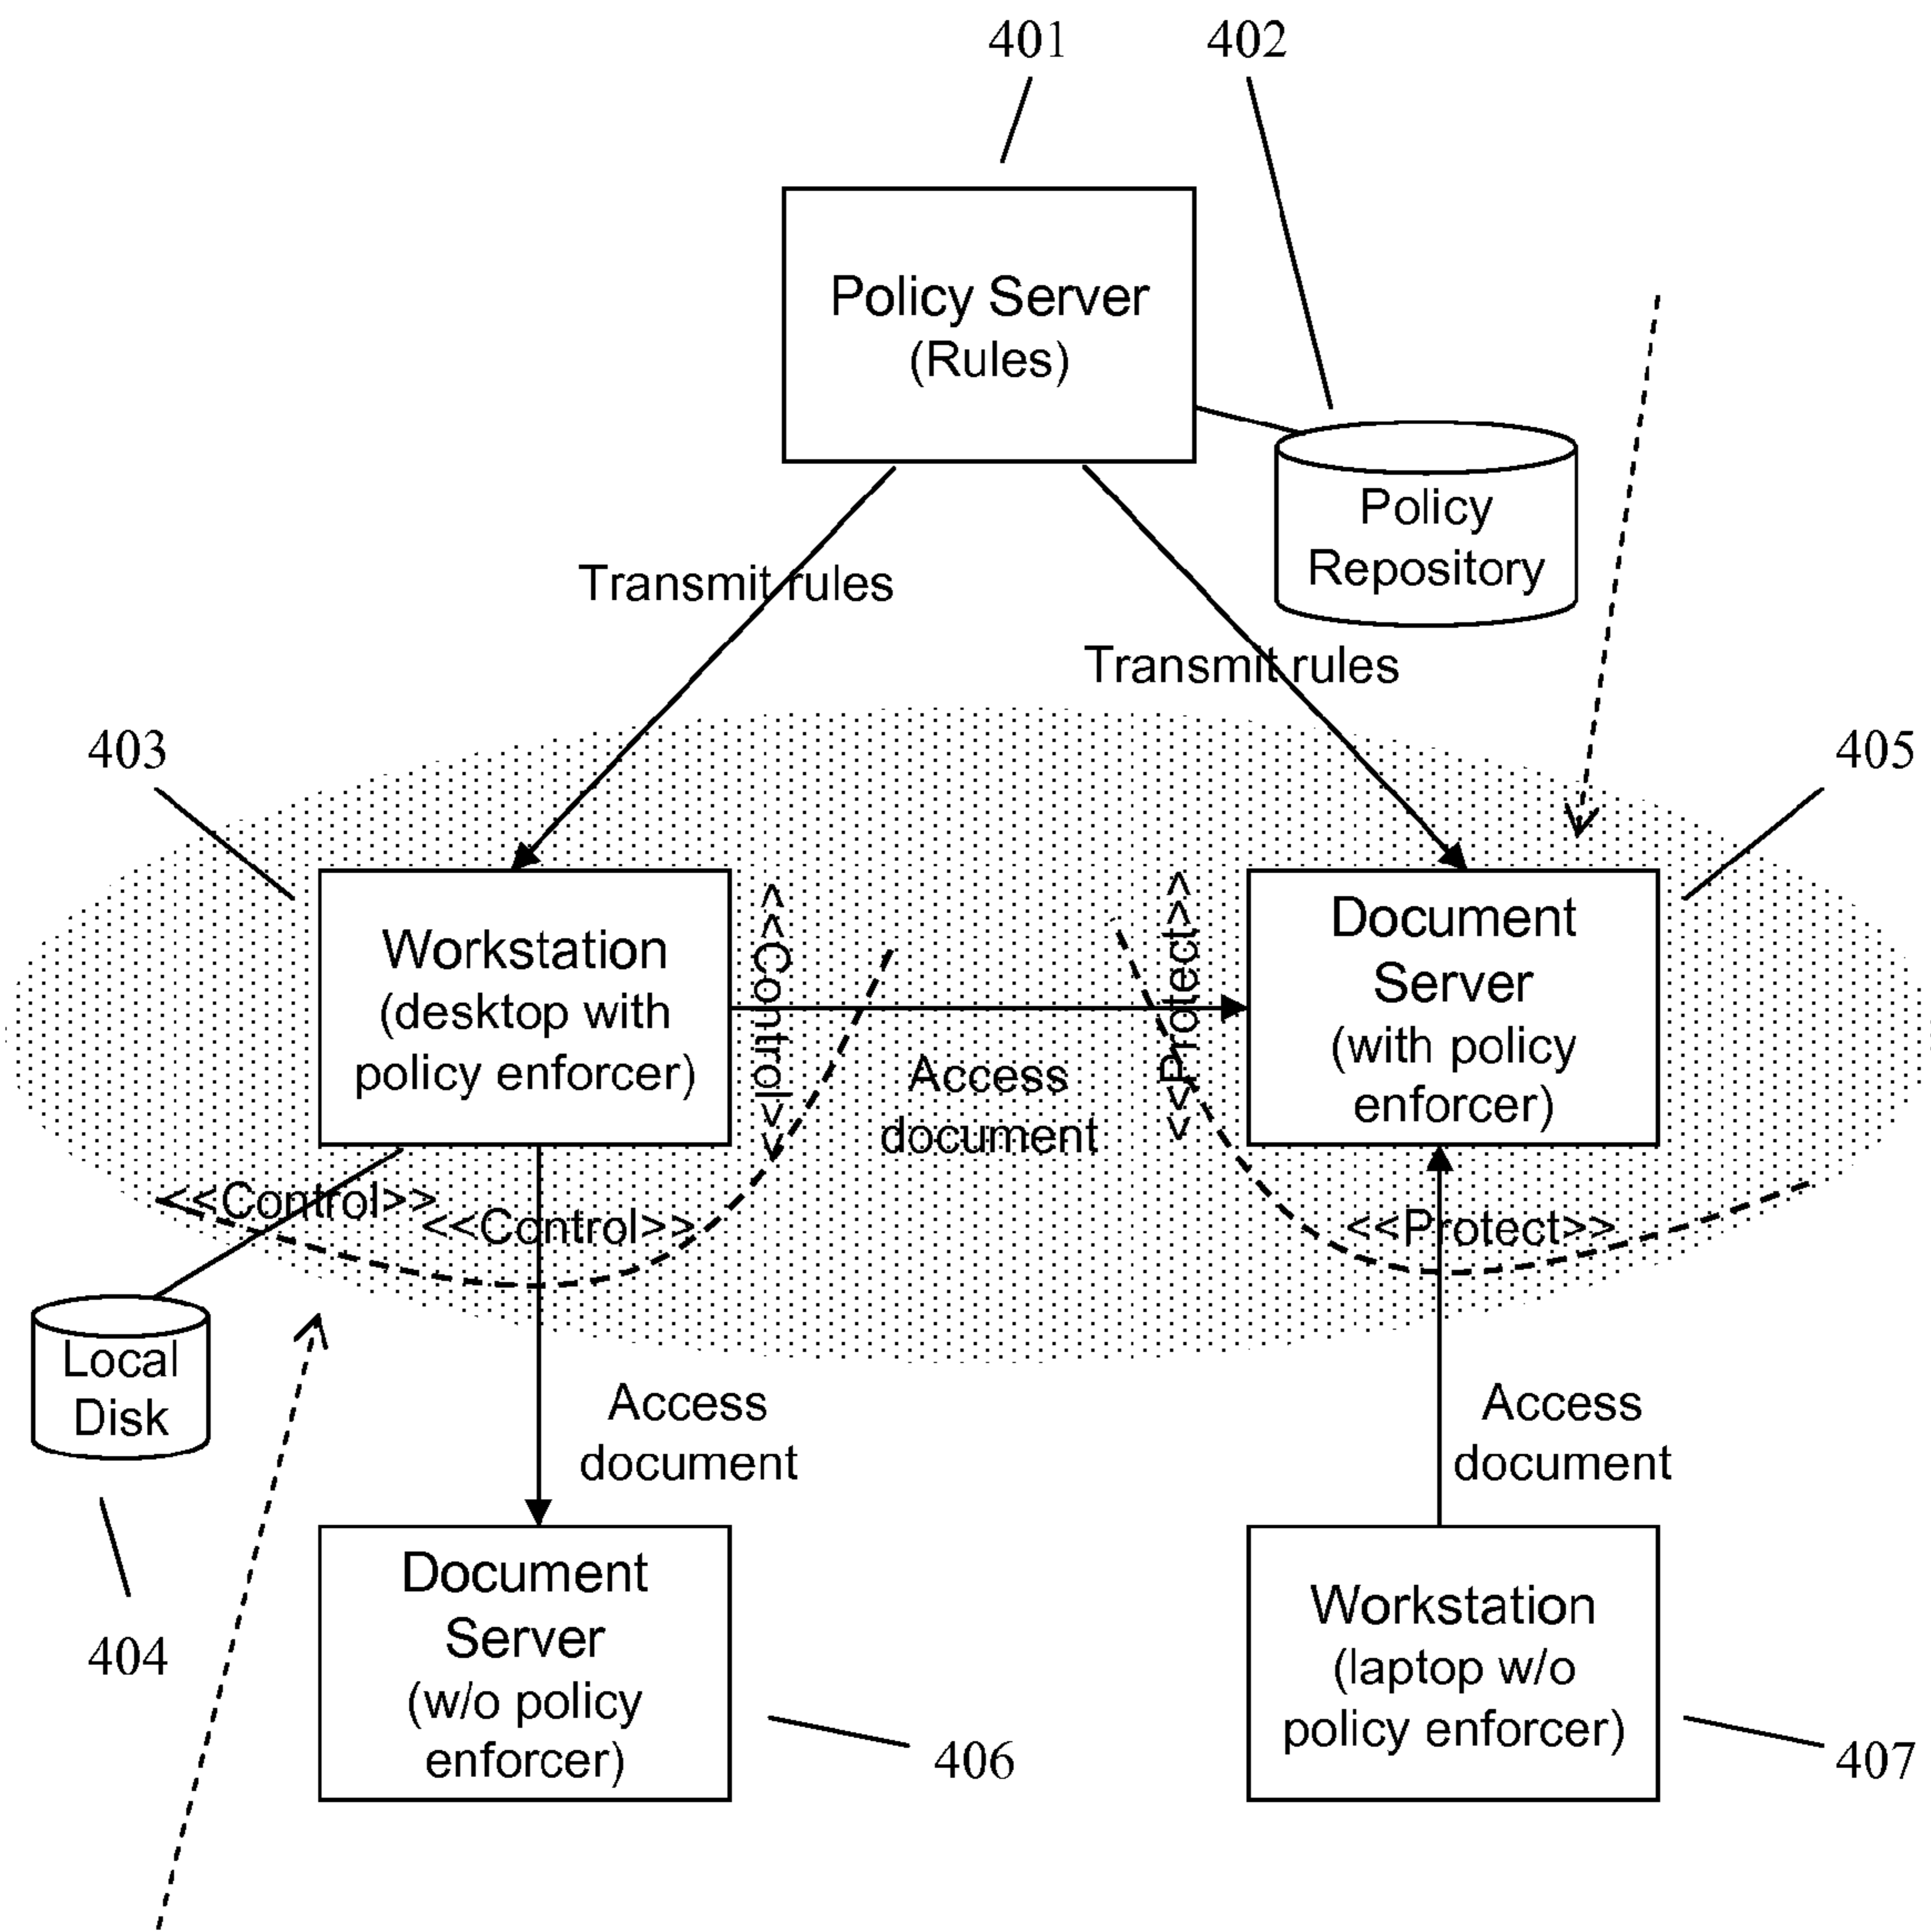 401
402
Policy Server
(Rules)
Policy
Repository
Transmit rules
Transmit rules
403
405
Workstation
(desktop with
policy enforcer)
<<Control>>
<<Protect>>
Document
Server
(with policy
enforcer)
Access
document
<<Control>>
<<Control>>
<<Protect>>
Local
Disk
Access
document
Access
document
404
Document
Server
(w/o policy
enforcer)
406
Workstation
(laptop w/o
policy enforcer)
407